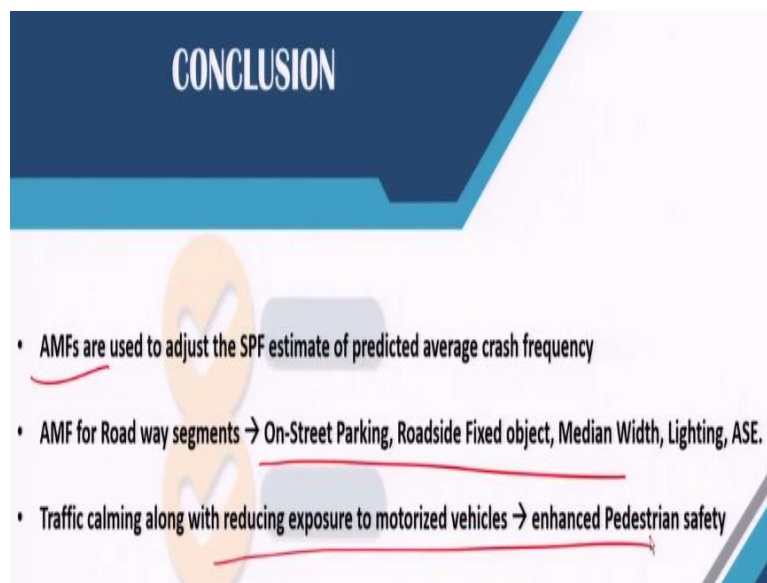 CONCLUSION
• AMFs are used to adjust the SPF estimate of predicted average crash frequency
• AMF for Road way segments → On-Street Parking, Roadside Fixed object, Median Width, Lighting, ASE.
• Traffic calming along with reducing exposure to motorized vehicles → enhanced Pedestrian safety